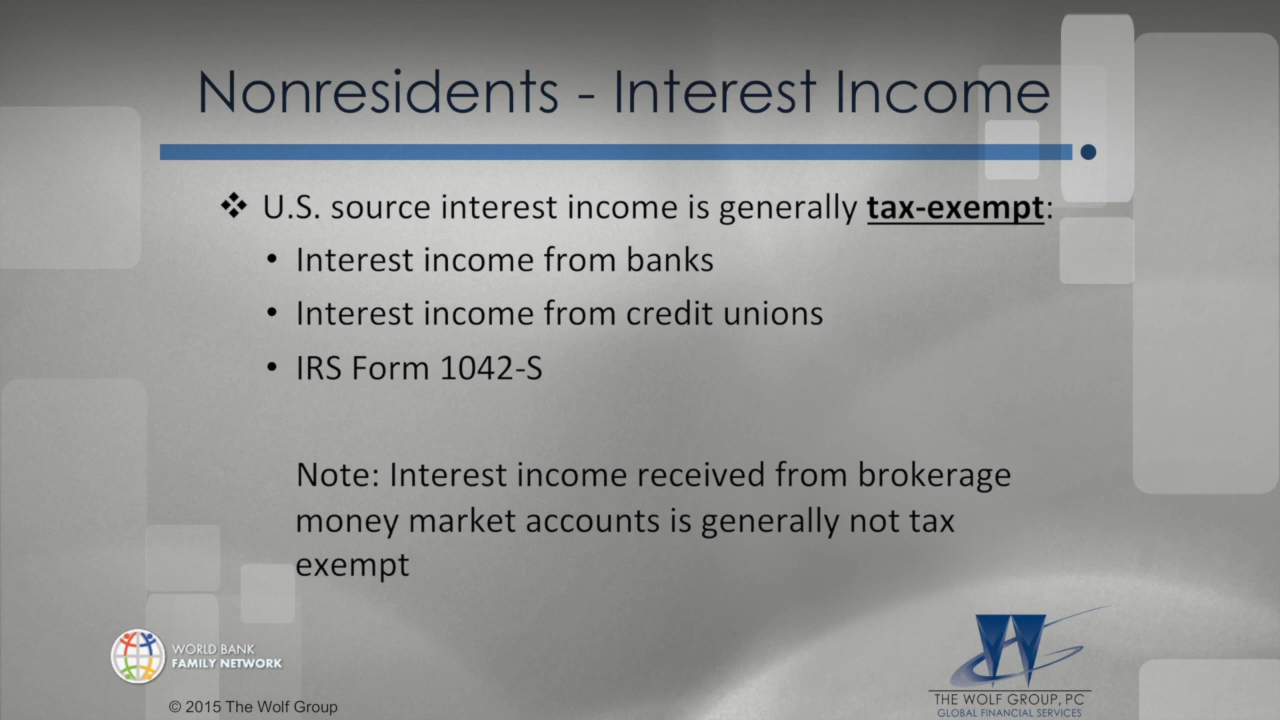 Nonresidents - Interest Income
❖ U.S. source interest income is generally tax-exempt:
• Interest income from banks
• Interest income from credit unions
• IRS Form 1042-S
Note: Interest income received from brokerage
money market accounts is generally not tax
exempt
WORLD BANK
FAMILY NETWORK
© 2015 The Wolf Group
THE WOLF GROUP, PC
GLOBAL FINANCIAL SERVICES